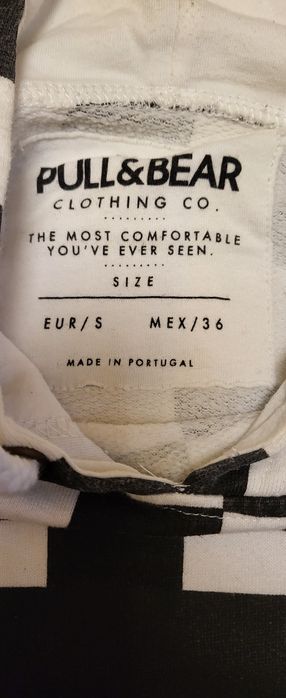 PULL&BEAR
CLOTHING CO.
THE MOST COMFORTABLE
YOU'VE EVER SEEN.
SIZE
EUR/S MEX/36
MADE IN PORTUGAL